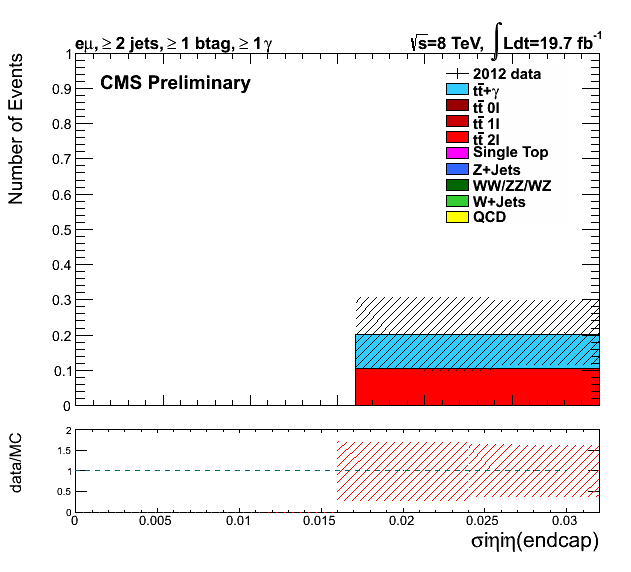 eμ, ≥ 2 jets, ≥ 1 btag, ≥ 1 γ
√s=8 TeV, ∫Ldt=19.7 fb⁻¹
CMS Preliminary
Number of Events
1
0.9
0.8
0.7
0.6
0.5
0.4
0.3
0.2
0.1
0
2012 data
tt̄+γ
tt̄ 0l
tt̄ 1l
tt̄ 2l
Single Top
Z+Jets
WW/ZZ/WZ
W+Jets
QCD
data/MC
2
1.5
1
0.5
0
0 0.005 0.01 0.015 0.02 0.025 0.03
σiηiη(endcap)